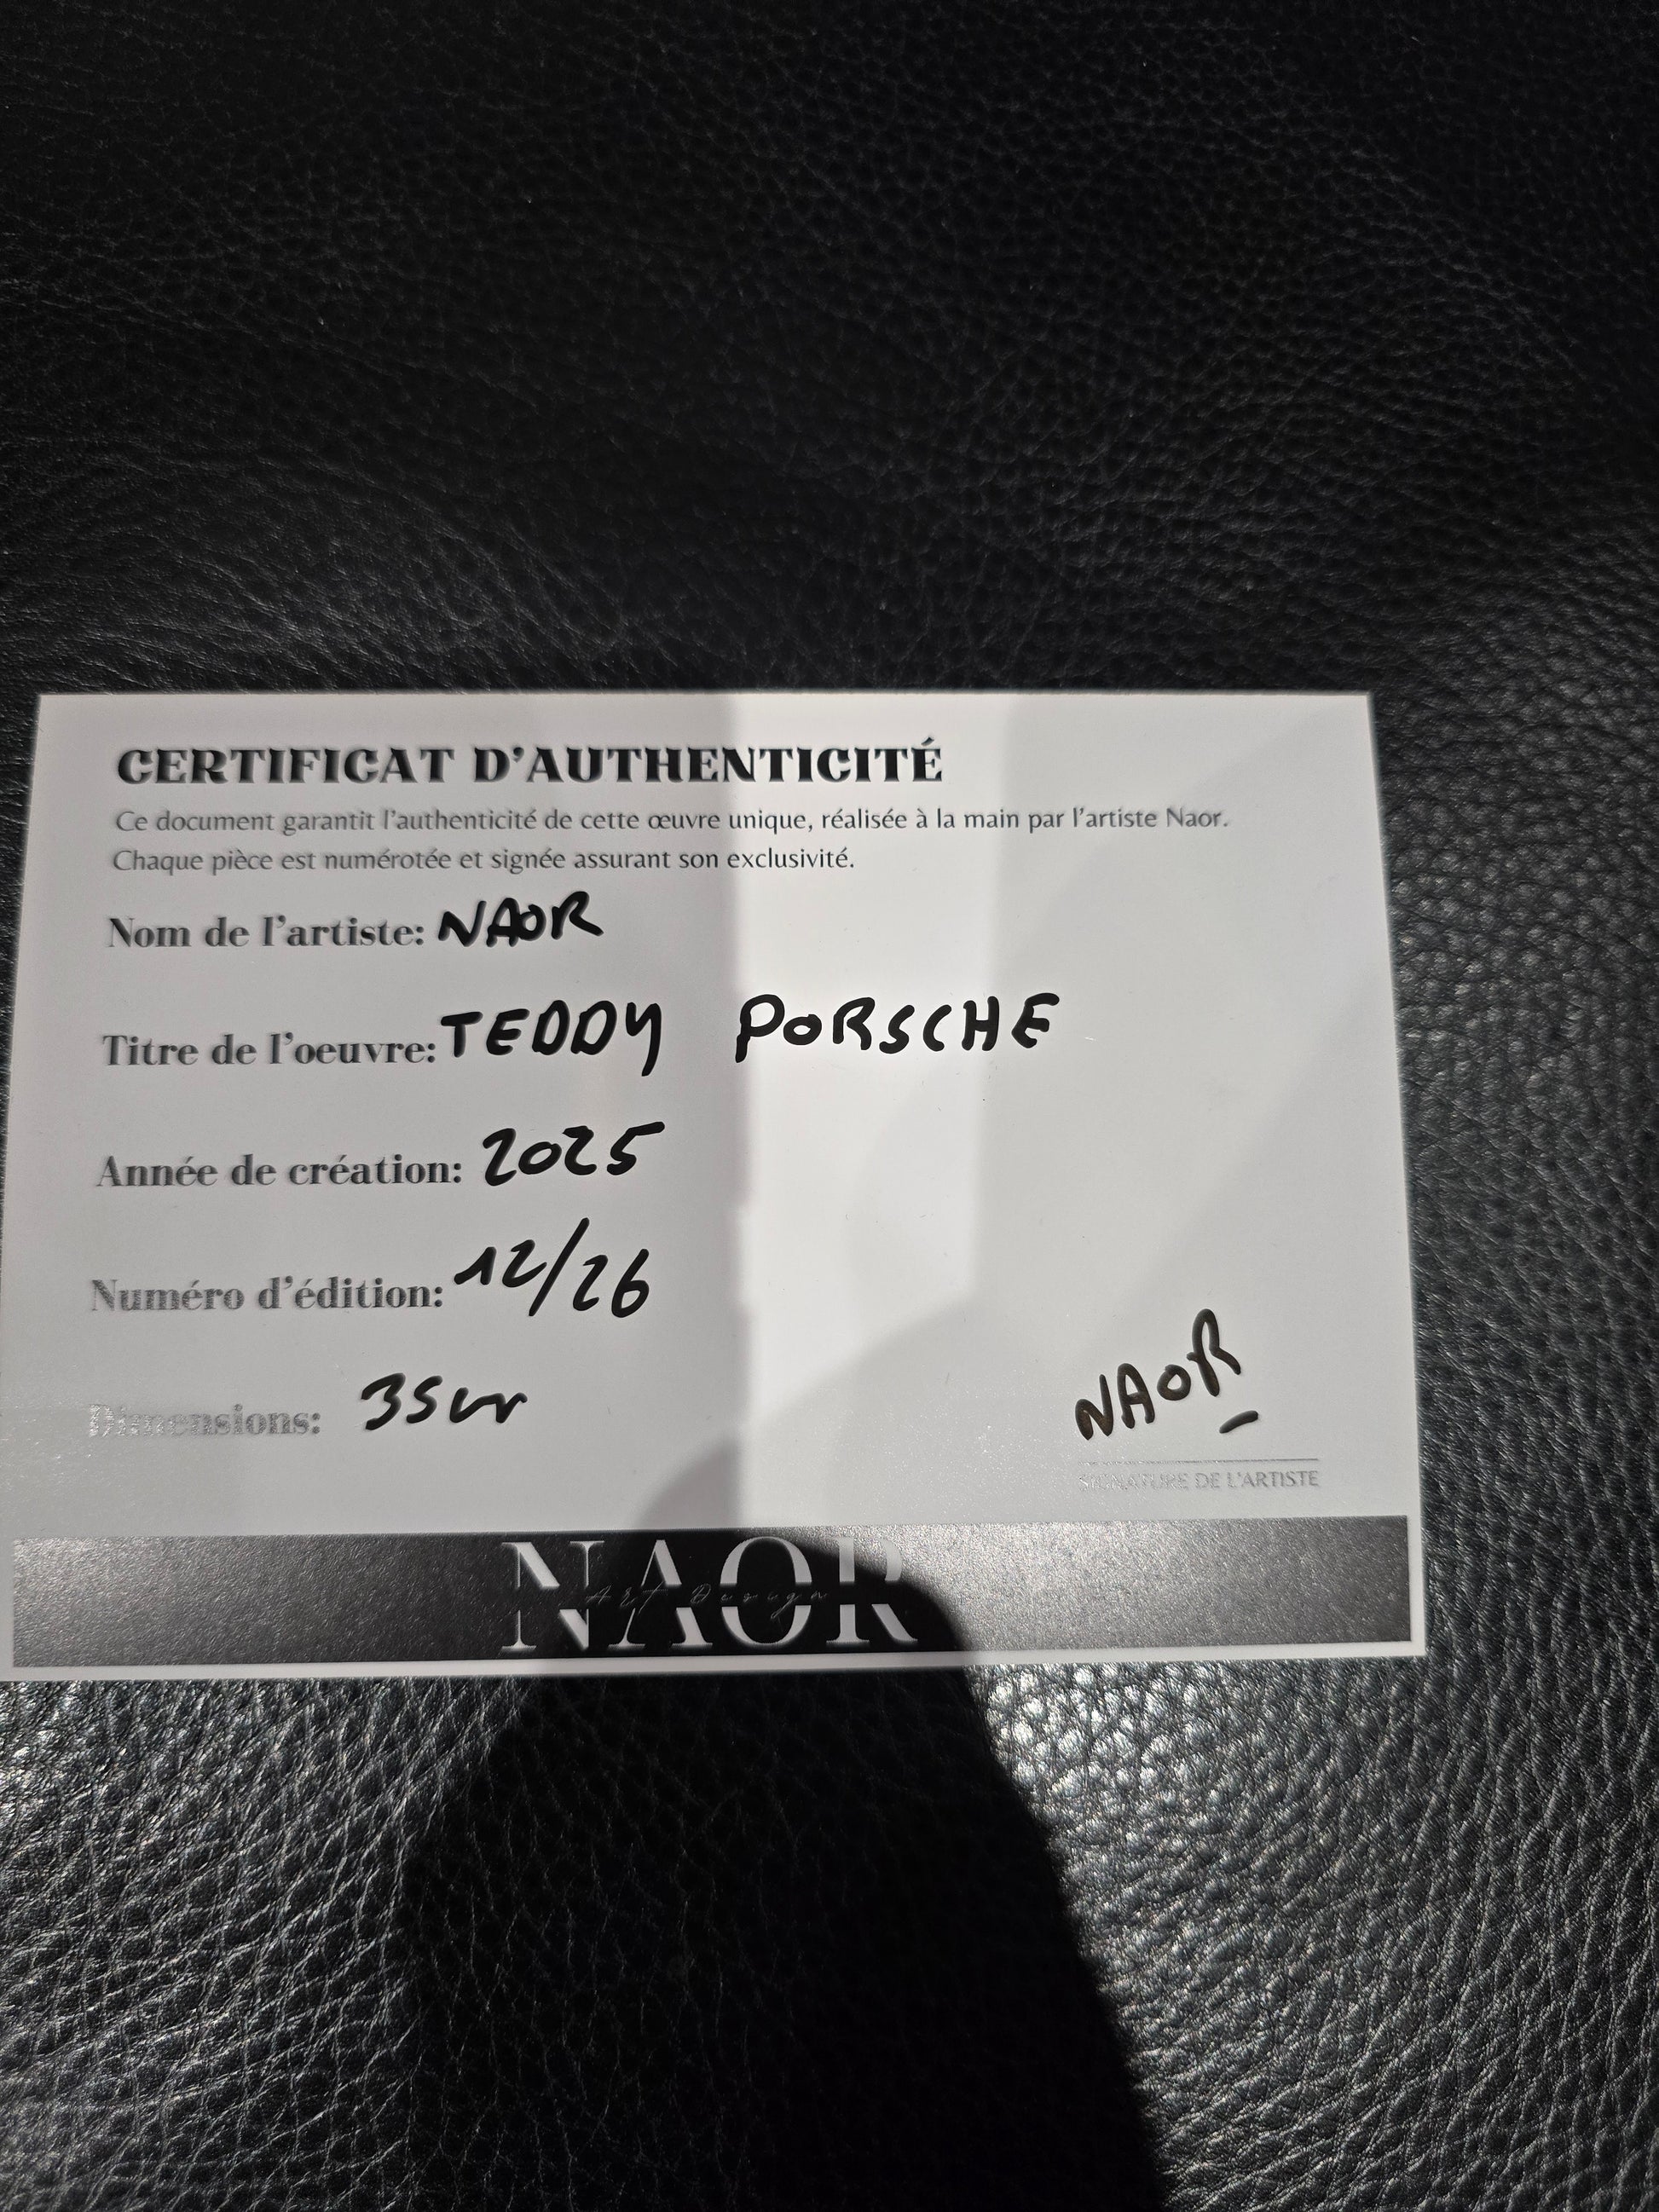 CERTIFICAT D'AUTHENTICITÉ
Ce document garantit l'authenticité de cette œuvre unique, réalisée à la main par l'artiste Naor.
Chaque pièce est numérotée et signée assurant son exclusivité.
Nom de l'artiste: NAOR
Titre de l'oeuvre: TEDDY PORSCHE
Année de création: 2025
Numéro d'édition: 12/26
Dimensions: 35cm
NAOR
SIGNATURE DE L'ARTISTE
NAOR
Art Design